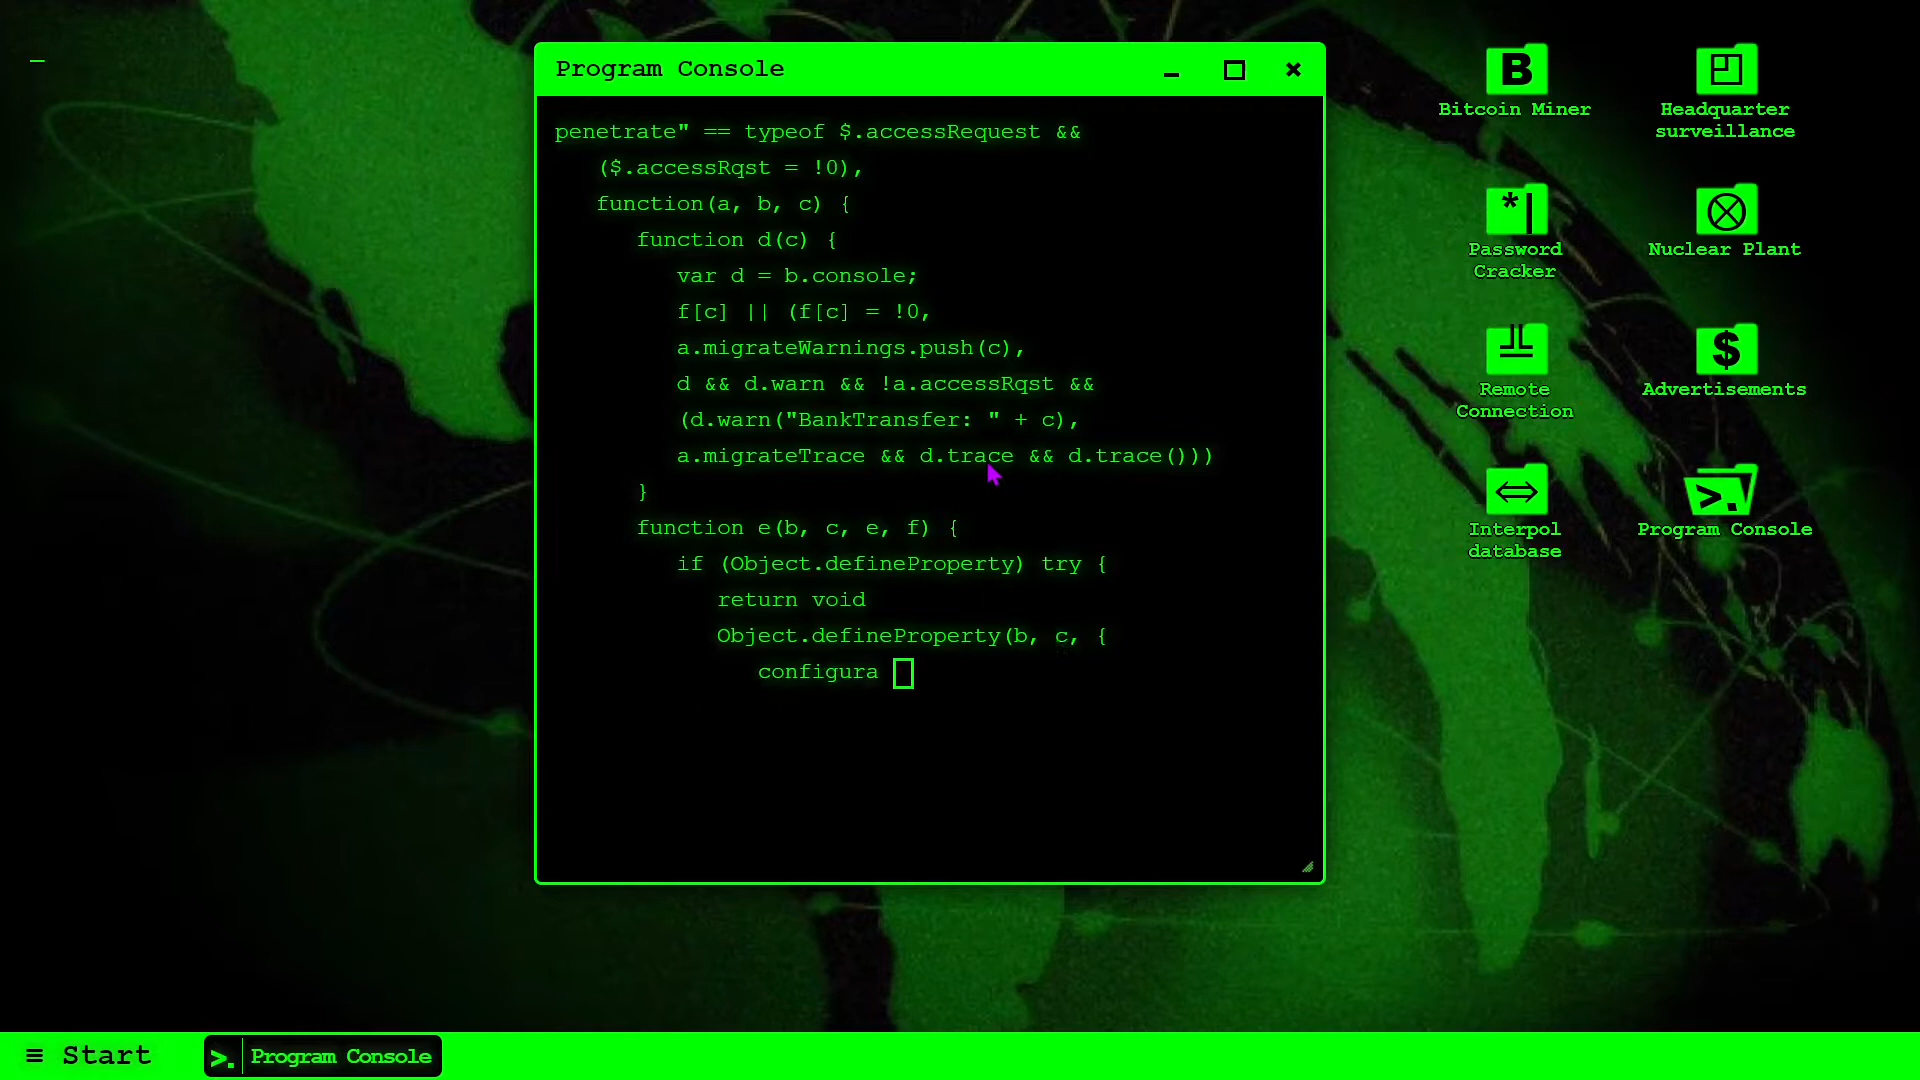 Program Console
penetrate" == typeof $.accessRequest &&
($.accessRqst = !0),
function(a, b, c) {
function d(c) {
var d = b.console;
f[c] || (f[c] = !0,
a.migrateWarnings.push(c),
d && d.warn && !a.accessRqst &&
(d.warn("BankTransfer: " + c),
a.migrateTrace && d.trace && d.trace()))
}
function e(b, c, e, f) {
if (Object.defineProperty) try {
return void
Object.defineProperty(b, c, {
configura
Bitcoin Miner
Headquarter
surveillance
Password
Cracker
Nuclear Plant
Remote
Connection
Advertisements
Interpol
database
Program Console
Start
Program Console